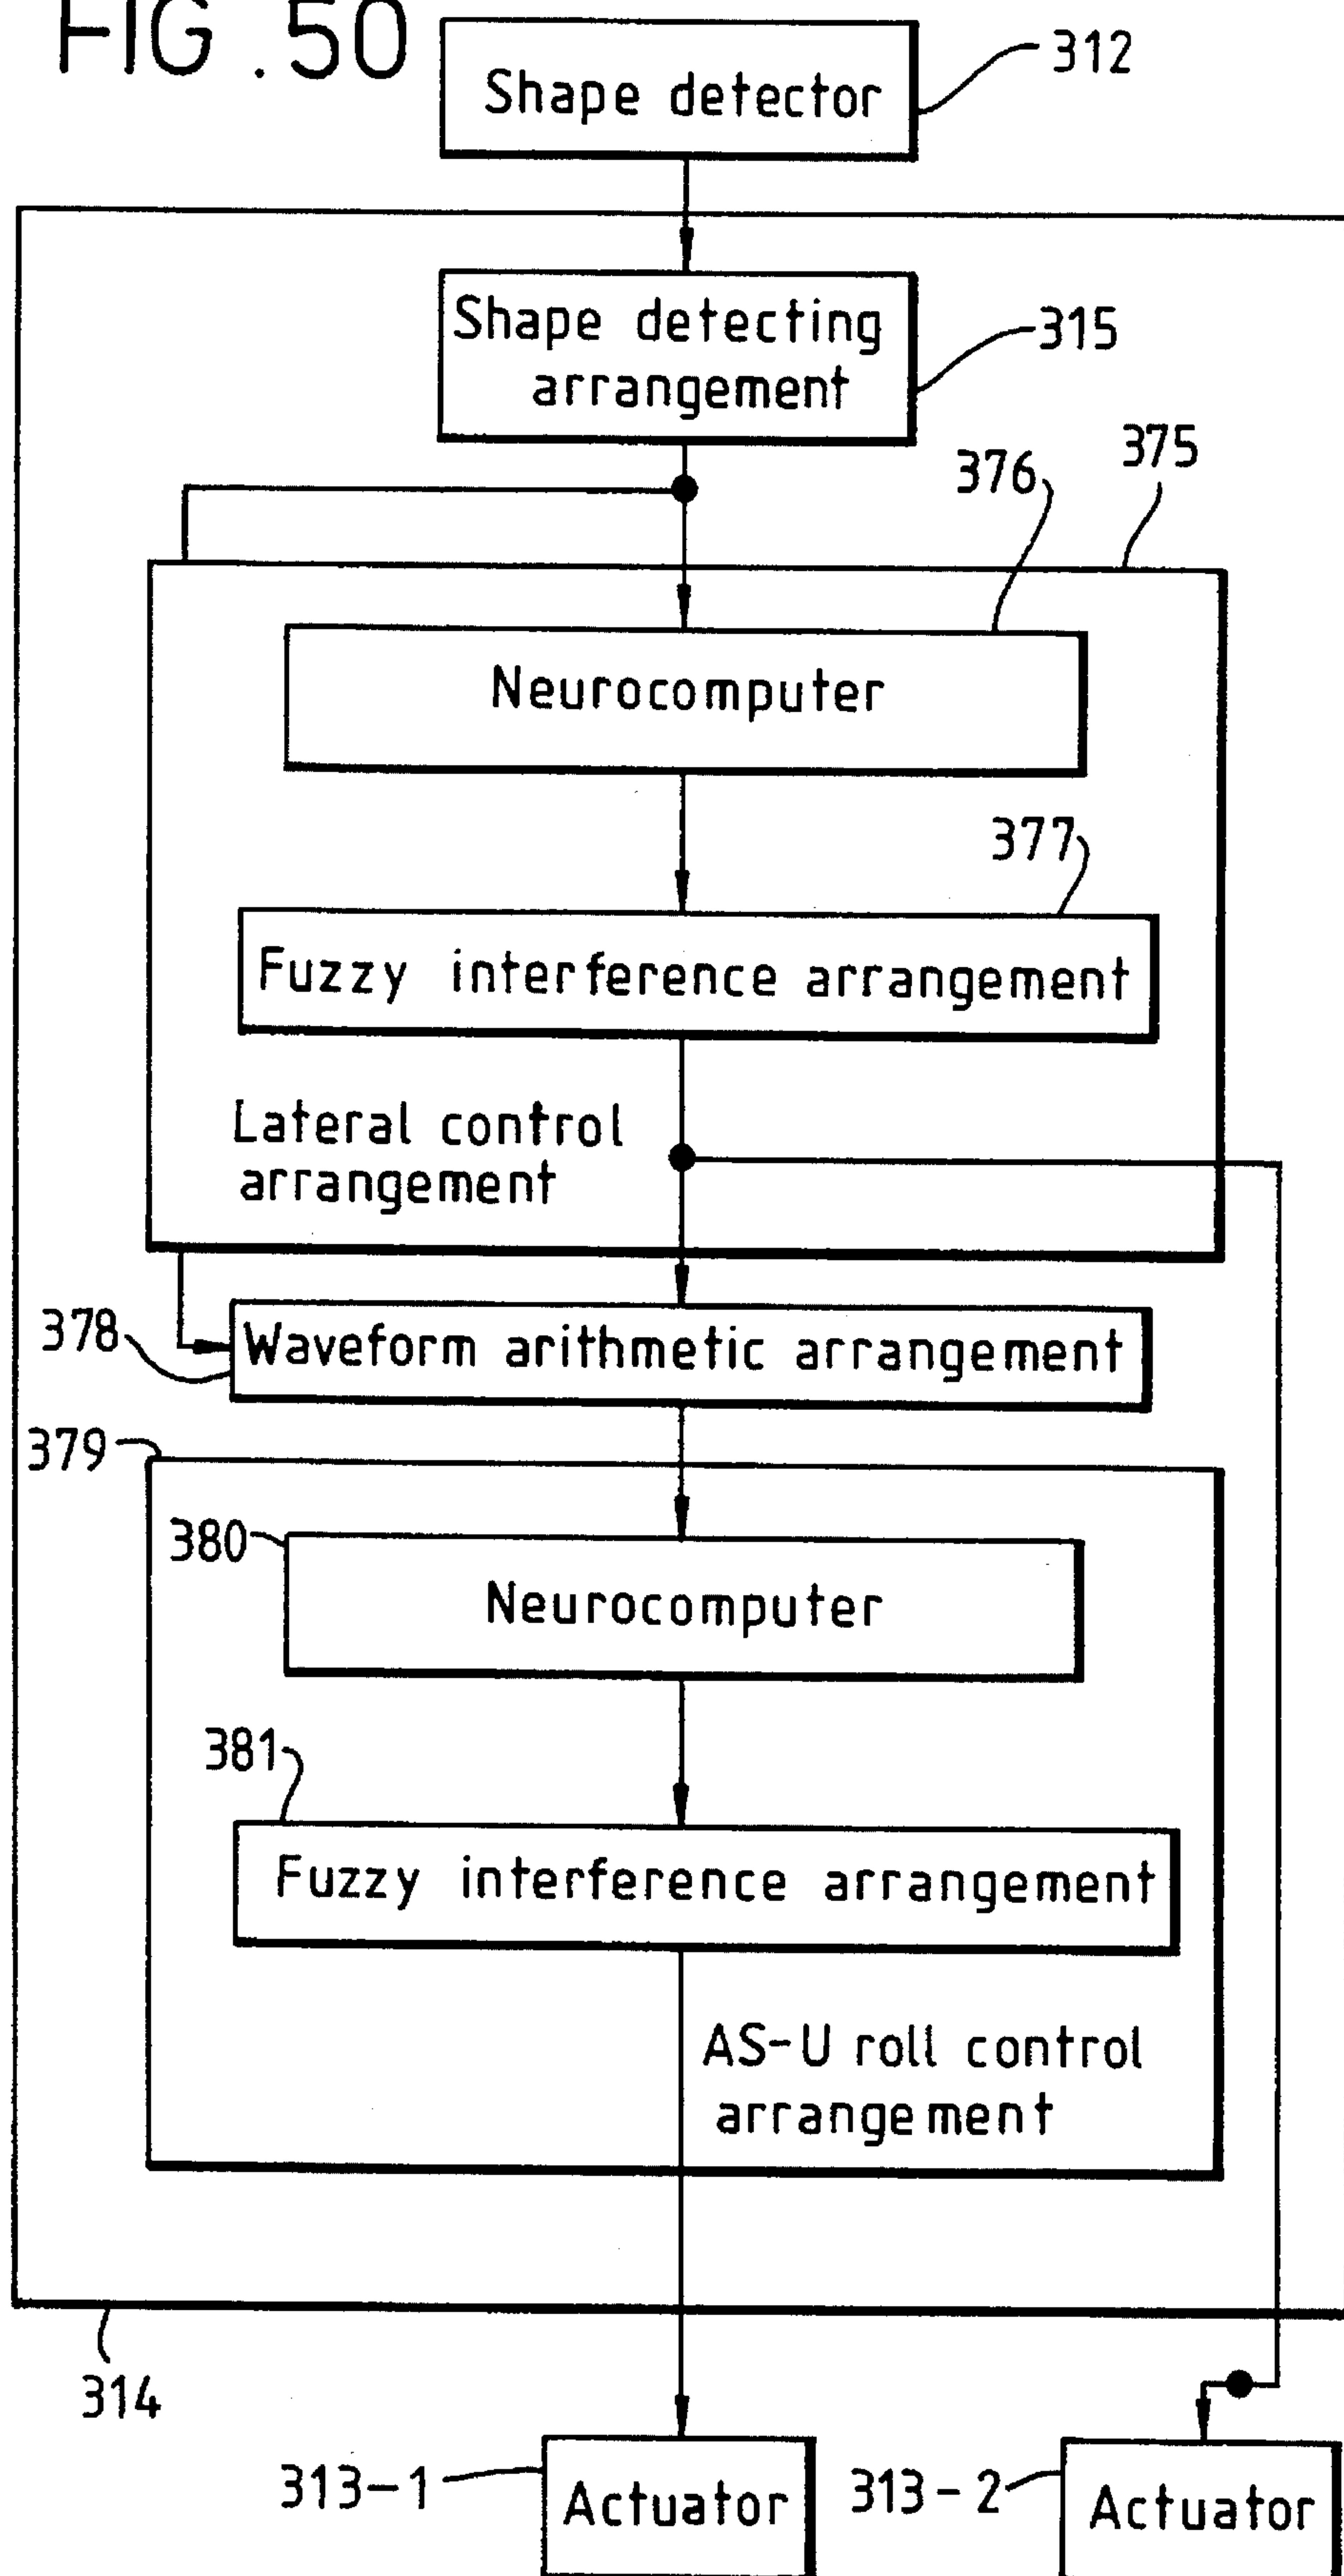 FIG. 50
Shape detector
312
Shape detecting
arrangement
315
375
376
Neurocomputer
377
Fuzzy interference arrangement
Lateral control
arrangement
378
Waveform arithmetic arrangement
379
380
Neurocomputer
381
Fuzzy interference arrangement
AS-U roll control
arrangement
314
313-1
Actuator
313-2
Actuator